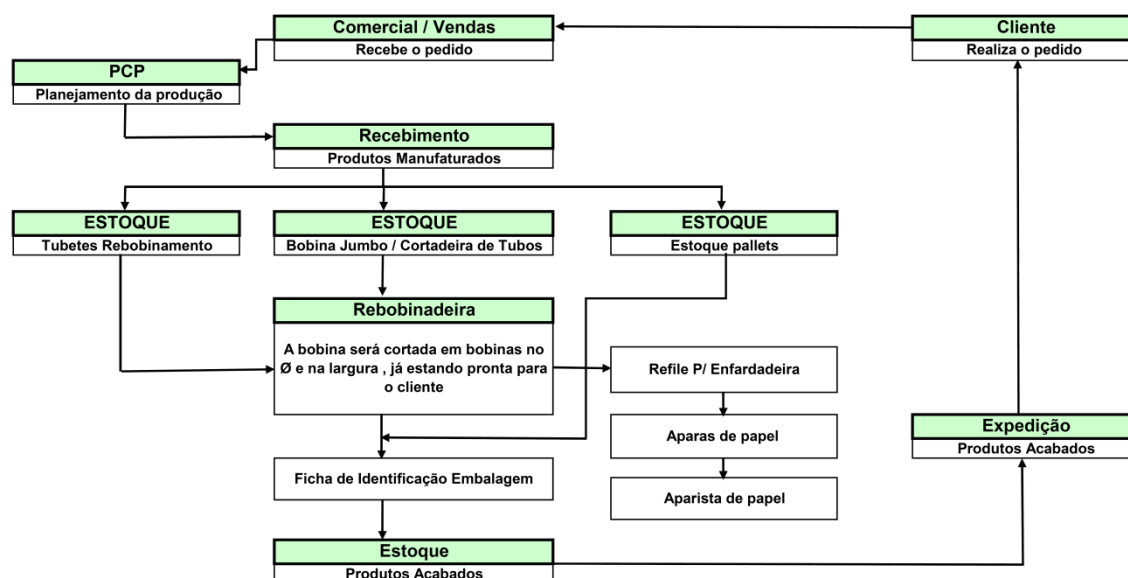 Comercial / Vendas
Recebe o pedido
Cliente
Realiza o pedido
PCP
Planejamento da produção
Recebimento
Produtos Manufaturados
ESTOQUE
Tubetes Rebobinamento
ESTOQUE
Bobina Jumbo / Cortadeira de Tubos
ESTOQUE
Estoque pallets
Rebobinadeira
A bobina será cortada em bobinas no
Ø e na largura , já estando pronta para
o cliente
Refile P/ Enfardadeira
Aparas de papel
Aparista de papel
Expedição
Produtos Acabados
Ficha de Identificação Embalagem
Estoque
Produtos Acabados